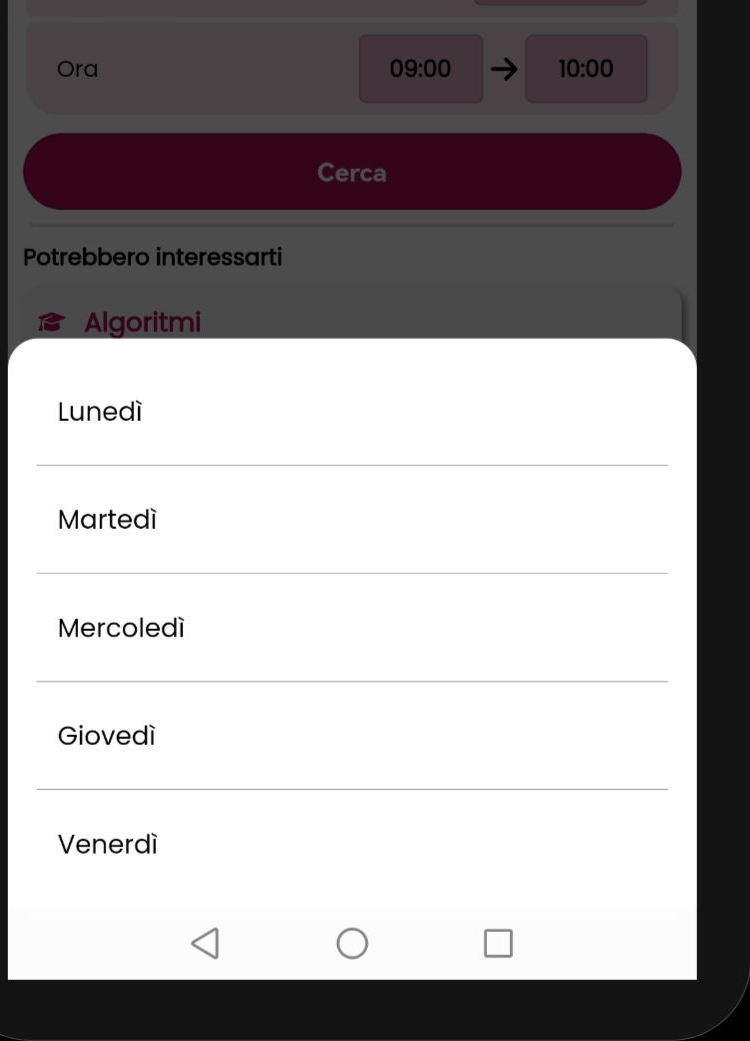 Ora 09:00 → 10:00
Cerca
Potrebbero interessarti
Algoritmi
Lunedì
Martedì
Mercoledì
Giovedì
Venerdì